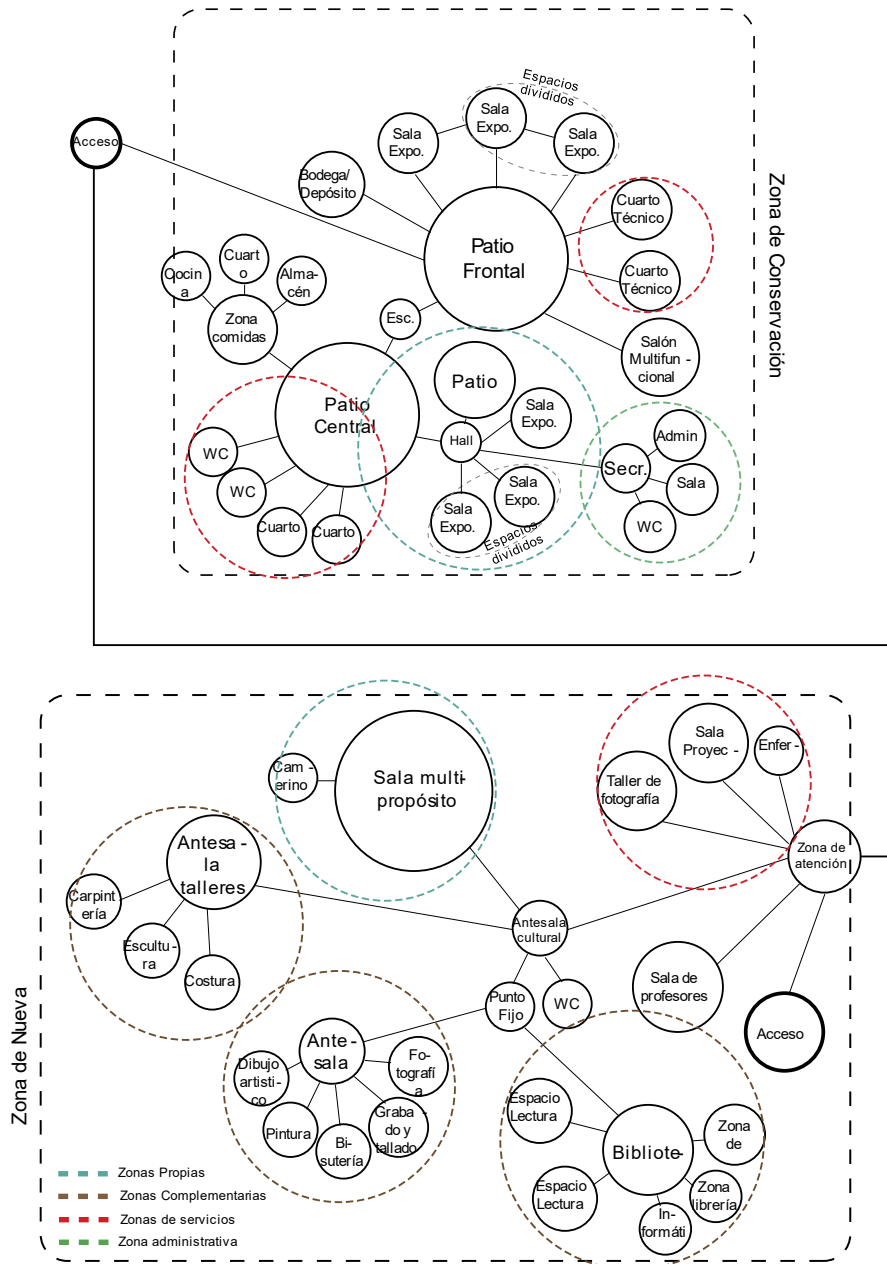 Espacios
divididos
Sala
Expo.
Sala
Expo.
Sala
Expo.
Acceso
Bodega/
Depósito
Cuarto
Técnico
Zona de Conservación
Patio
Frontal
Cuarto
Técnico
Cuart
o
Cocin
a
Alma-
cén
Esc.
Zona
comidas
Salón
Multifun -
cional
Patio
Patio
Central
Sala
Expo.
Hall
Admin
Secr.
Sala
WC
WC
Sala
Expo.
Sala
Expo.
Espacios
divididos
Cuarto
Cuarto
WC
Sala
Proyec -
Enfer -
Cam -
erino
Sala multi-
propósito
Taller de
fotografía
Antesa -
la
talleres
Zona de
atención
Carpint
ería
Escultu -
ra
Costura
Antesala
cultural
Sala de
profesores
Punto
Fijo
WC
Acceso
Zona de Nueva
Ante -
sala
Fo-
tografí
a
Dibujo
artisti -
co
Pintura
Bi-
sutería
Graba -
do y
tallado
Espacio
Lectura
Bibliote-
Zona
de
Espacio
Lectura
Zona
librería
In-
formáti
Zonas Propias
Zonas Complementarias
Zonas de servicios
Zona administrativa